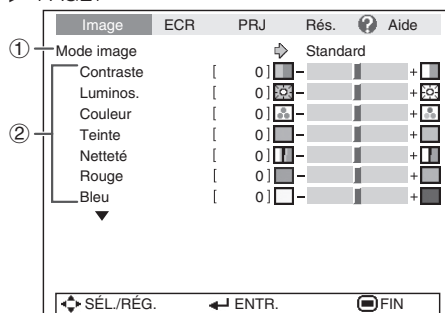 Image ECR PRJ Rés. ? Aide
① Mode image Standard
② Contraste [ 0 ] – +
Luminos. [ 0 ] – +
Couleur [ 0 ] – +
Teinte [ 0 ] – +
Netteté [ 0 ] – +
Rouge [ 0 ] – +
Bleu [ 0 ] – +
SÉL./RÉG. ENTR. FIN